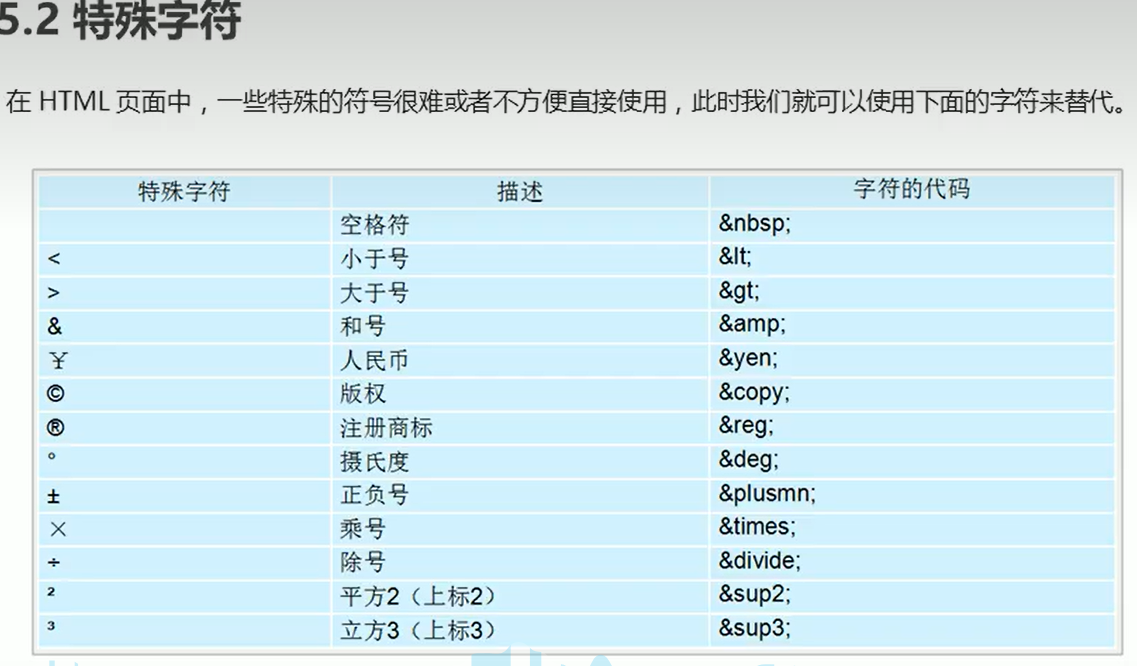 5.2 特殊字符
在 HTML 页面中，一些特殊的符号很难或者不方便直接使用，此时我们就可以使用下面的字符来替代。
特殊字符 描述 字符的代码
空格符 &nbsp;
< 小于号 &lt;
> 大于号 &gt;
& 和号 &amp;
￥ 人民币 &yen;
© 版权 &copy;
® 注册商标 &reg;
° 摄氏度 &deg;
± 正负号 &plusmn;
× 乘号 &times;
÷ 除号 &divide;
² 平方2（上标2） &sup2;
³ 立方3（上标3） &sup3;